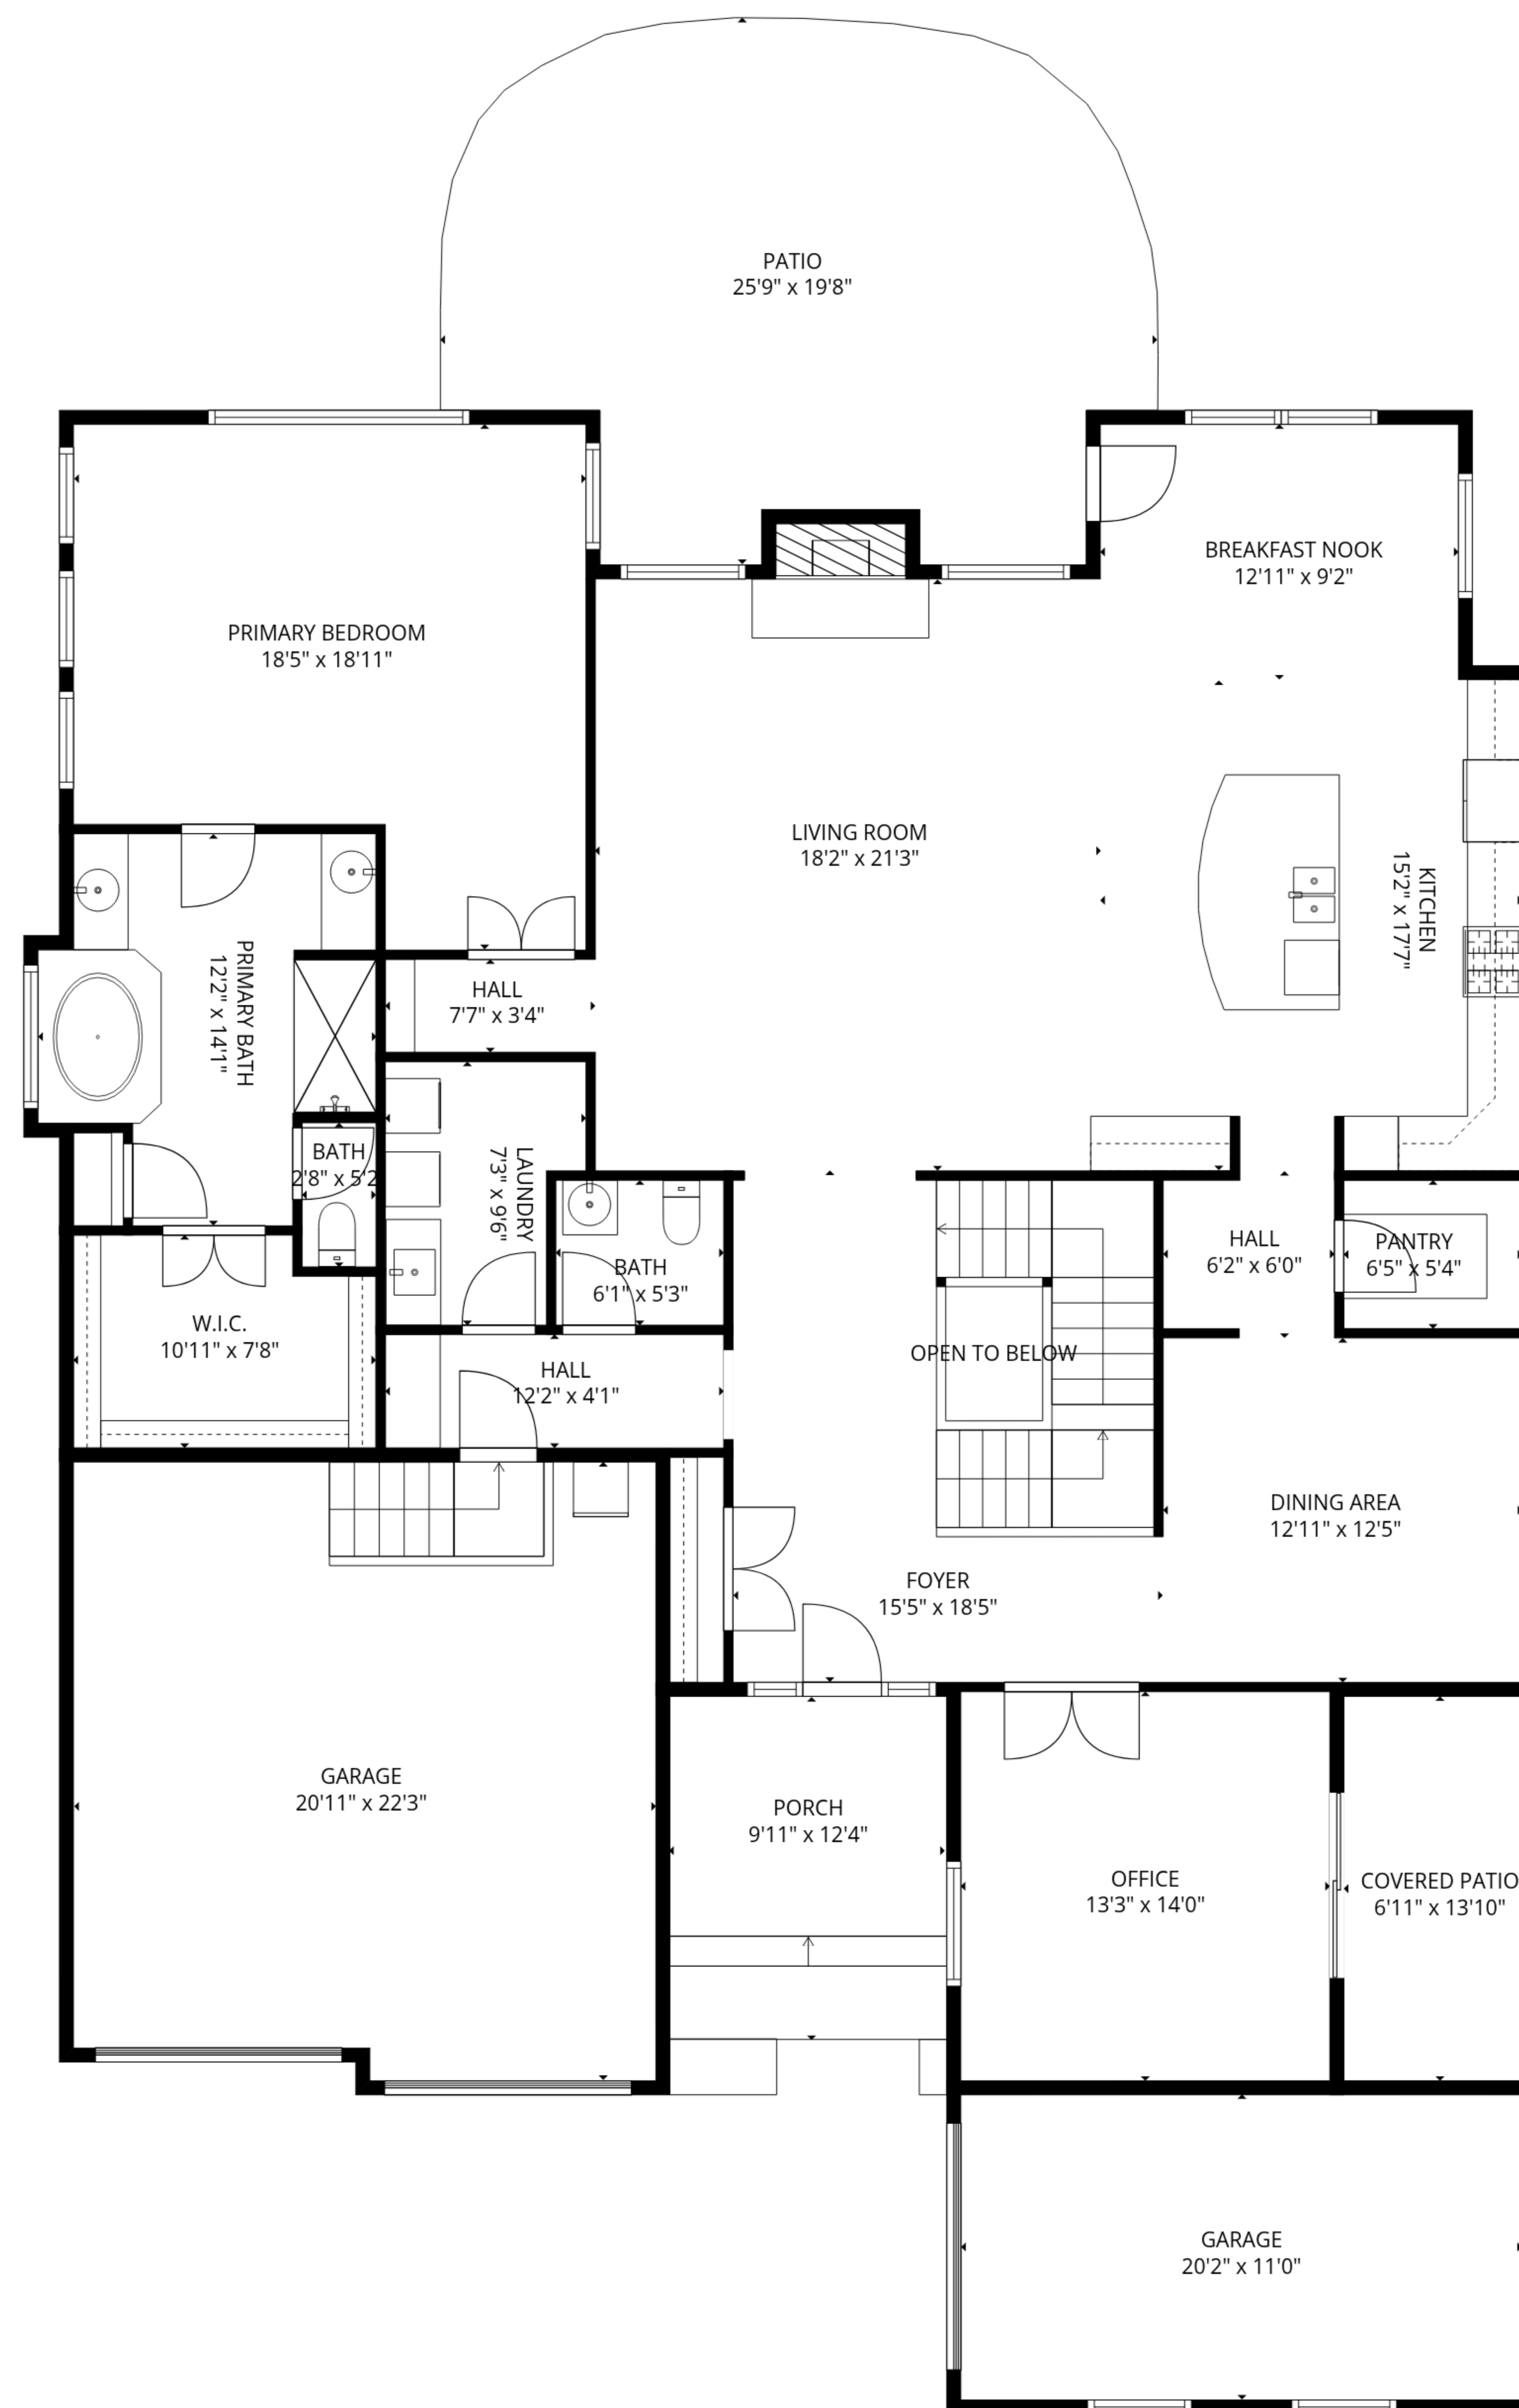 PATIO
25'9" x 19'8"
BREAKFAST NOOK
12'11" x 9'2"
PRIMARY BEDROOM
18'5" x 18'11"
LIVING ROOM
18'2" x 21'3"
KITCHEN
15'2" x 17'7"
PRIMARY BATH
12'2" x 14'1"
HALL
7'7" x 3'4"
BATH
2'8" x 5'2
LAUNDRY
7'3" x 9'6"
BATH
6'1" x 5'3"
HALL
6'2" x 6'0"
PANTRY
6'5" x 5'4"
W.I.C.
10'11" x 7'8"
HALL
12'2" x 4'1"
OPEN TO BELOW
DINING AREA
12'11" x 12'5"
FOYER
15'5" x 18'5"
GARAGE
20'11" x 22'3"
PORCH
9'11" x 12'4"
OFFICE
13'3" x 14'0"
COVERED PATIO
6'11" x 13'10"
GARAGE
20'2" x 11'0"